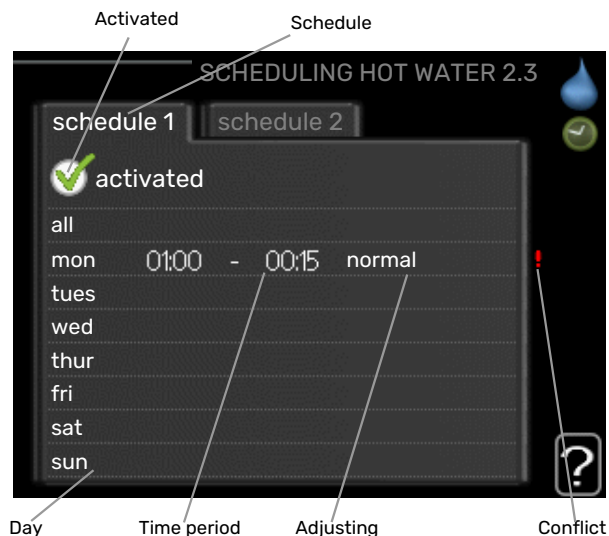 Activated
Schedule
SCHEDULING HOT WATER 2.3
schedule 1 schedule 2
activated
all
mon 01:00 - 00:15 normal !
tues
wed
thur
fri
sat
sun
?
Day Time period Adjusting Conflict